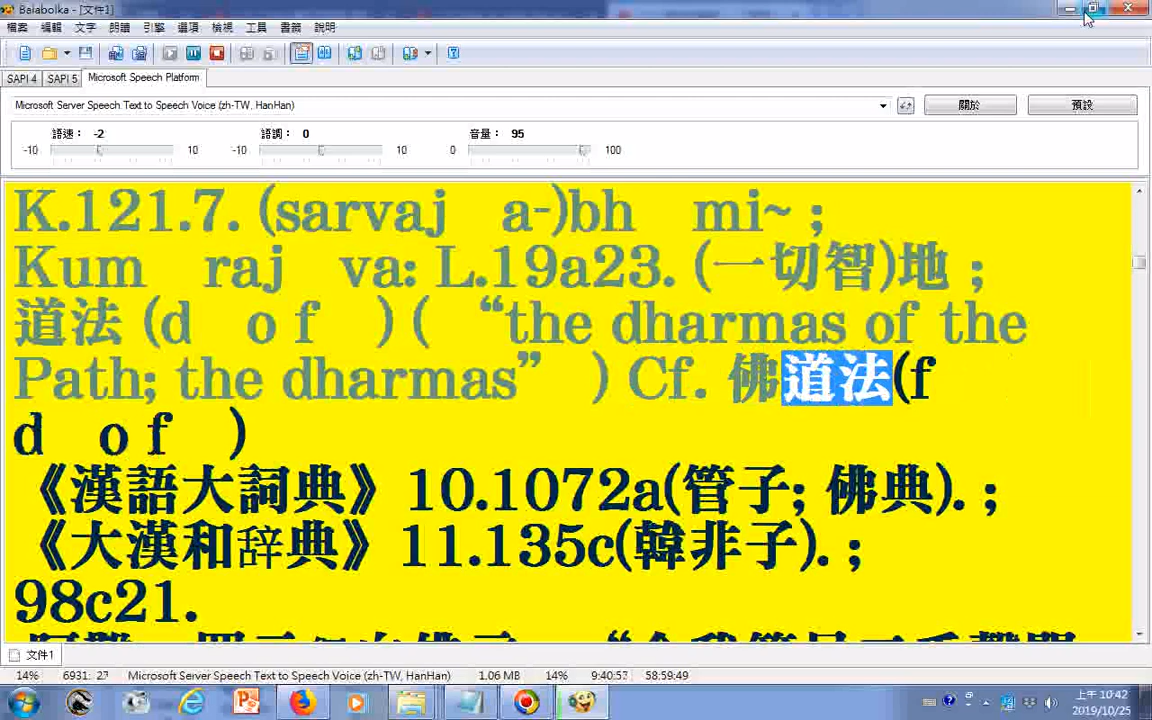 Balabolka - [文件1]
檔案 編輯 文字 朗讀 引擎 選項 檢視 工具 書籤 說明
SAPI 4 SAPI 5 Microsoft Speech Platform
Microsoft Server Speech Text to Speech Voice (zh-TW, HanHan) 關於 預設
語速： -2 語調： 0 音量： 95
-10 10 -10 10 0 100
K.121.7. (sarvaj a-)bh mi~ ;
Kum raj va: L.19a23. (一切智)地 ;
道法 (d o f ) ( “the dharmas of the
Path; the dharmas” ) Cf. 佛道法(f
d o f )
《漢語大詞典》 10.1072a(管子; 佛典). ;
《大漢和辞典》 11.135c(韓非子). ;
98c21.
文件1
14% 6931: 27 Microsoft Server Speech Text to Speech Voice (zh-TW, HanHan) 1.06 MB 14% 9:40:57 58:59:49
上午 10:42
2019/10/25